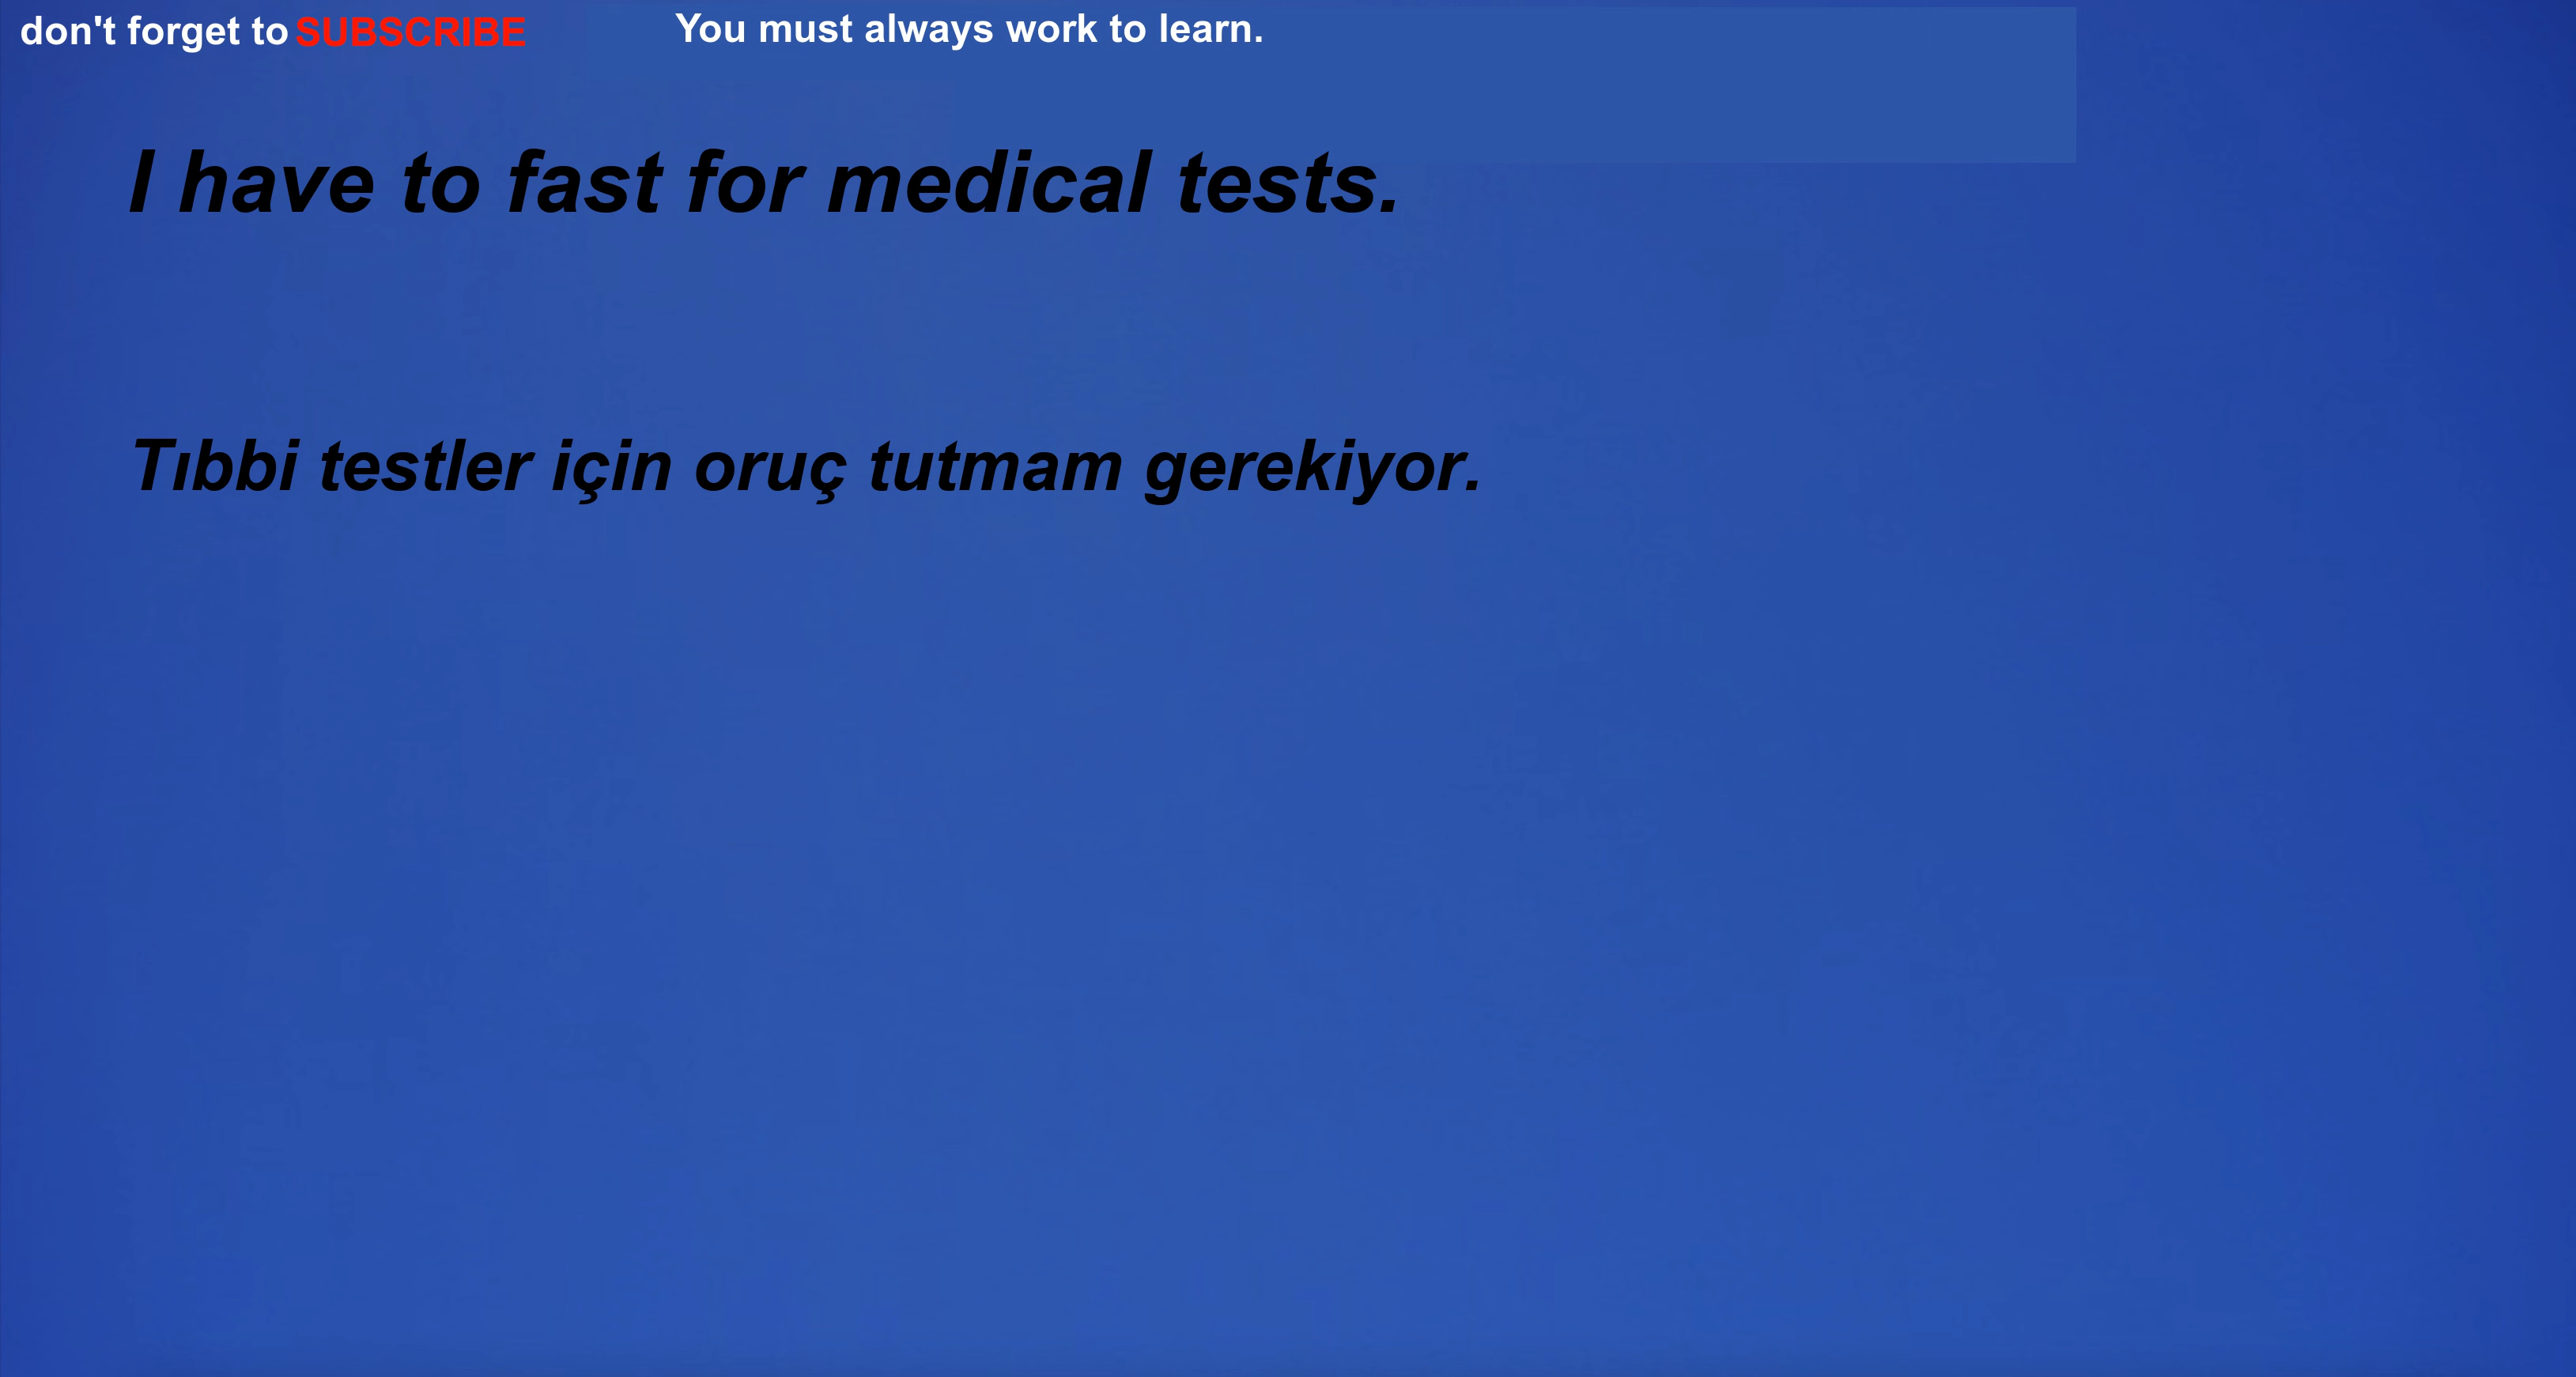 don't forget to SUBSCRIBE You must always work to learn.
I have to fast for medical tests.
Tıbbi testler için oruç tutmam gerekiyor.